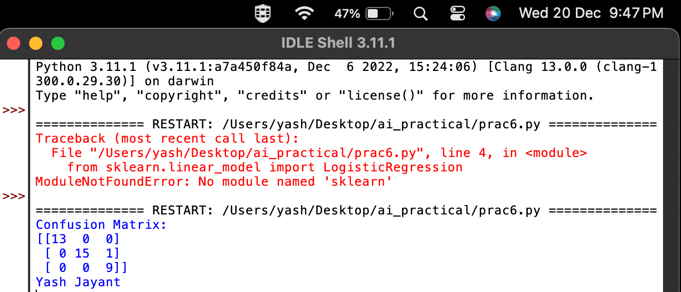 47% Wed 20 Dec 9:47 PM
IDLE Shell 3.11.1
Python 3.11.1 (v3.11.1:a7a450f84a, Dec  6 2022, 15:24:06) [Clang 13.0.0 (clang-1
300.0.29.30)] on darwin
Type "help", "copyright", "credits" or "license()" for more information.
>>>
============== RESTART: /Users/yash/Desktop/ai_practical/prac6.py ==============
Traceback (most recent call last):
  File "/Users/yash/Desktop/ai_practical/prac6.py", line 4, in <module>
    from sklearn.linear_model import LogisticRegression
ModuleNotFoundError: No module named 'sklearn'
>>>
============== RESTART: /Users/yash/Desktop/ai_practical/prac6.py ==============
Confusion Matrix:
[[13  0  0]
 [ 0 15  1]
 [ 0  0  9]]
Yash Jayant